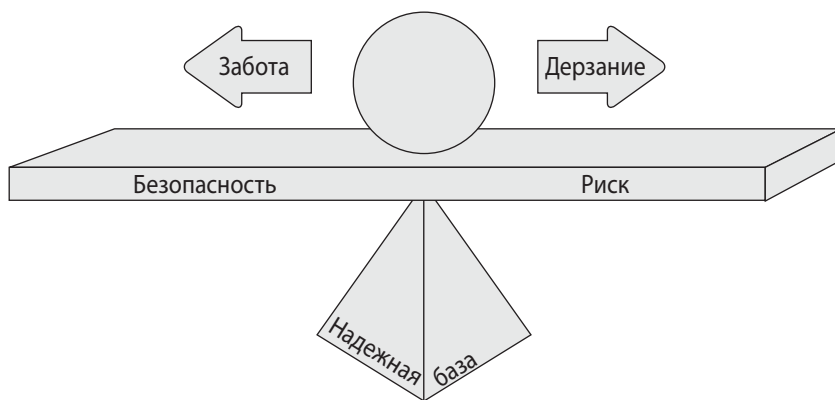 Забота
Дерзание
Безопасность
Риск
Надежная
база